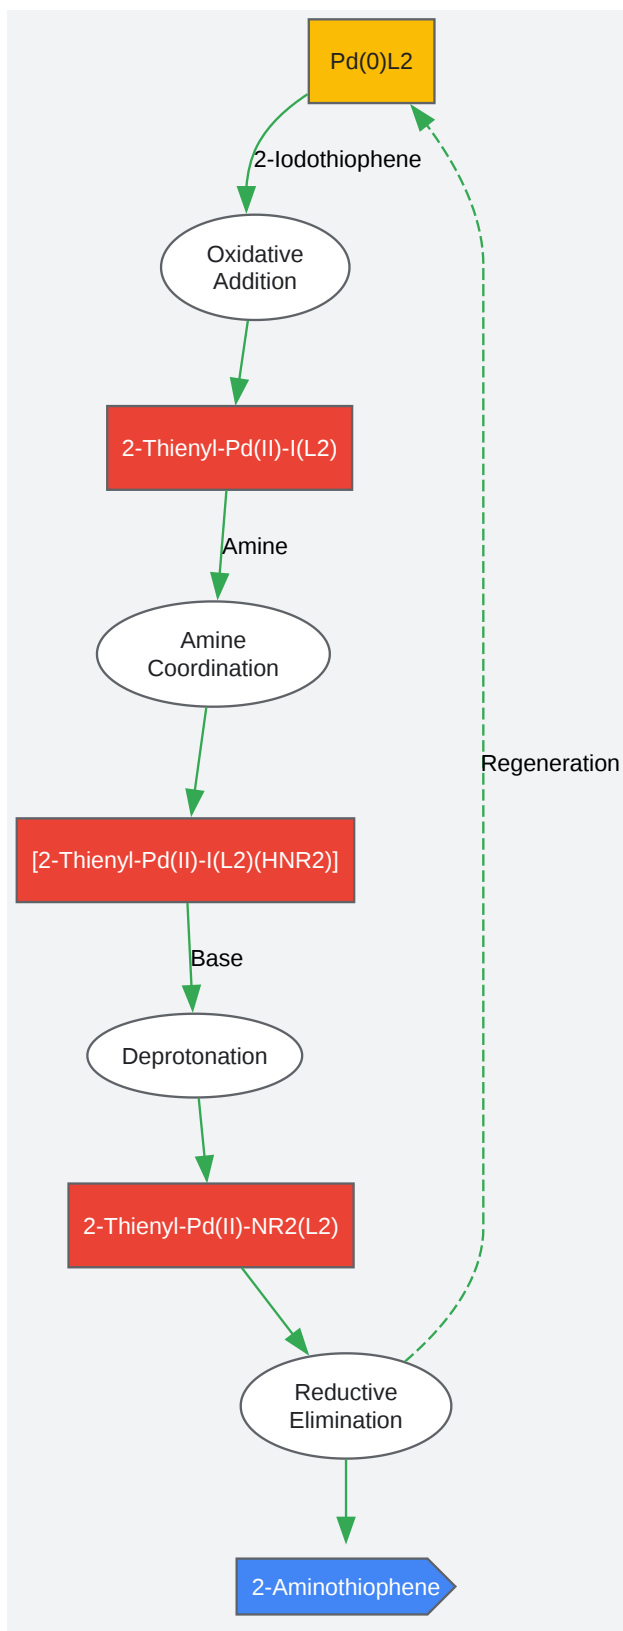 Pd(0)L2
2-Iodothiophene
Oxidative
Addition
2-Thienyl-Pd(II)-I(L2)
Amine
Amine
Coordination
Regeneration
[2-Thienyl-Pd(II)-I(L2)(HNR2)]
Base
Deprotonation
2-Thienyl-Pd(II)-NR2(L2)
Reductive
Elimination
2-Aminothiophene